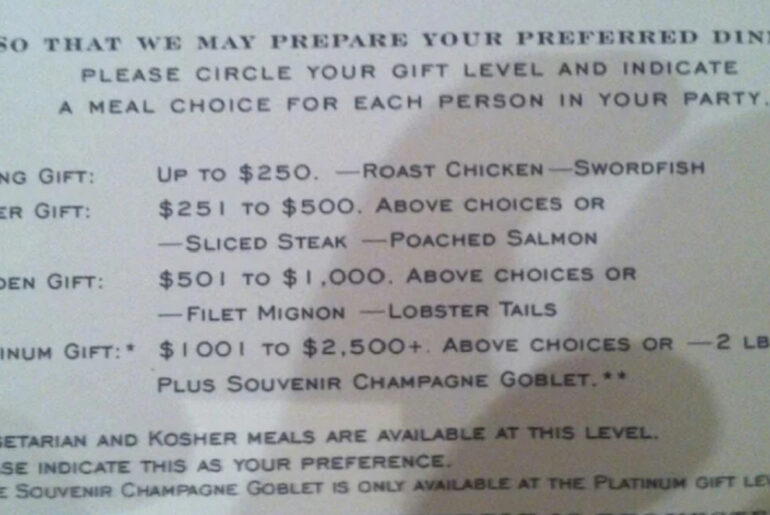 SO THAT WE MAY PREPARE YOUR PREFERRED DIN
PLEASE CIRCLE YOUR GIFT LEVEL AND INDICATE
A MEAL CHOICE FOR EACH PERSON IN YOUR PARTY.
NG GIFT: UP TO $250. —ROAST CHICKEN —SWORDFISH
ER GIFT: $251 TO $500. ABOVE CHOICES OR
—SLICED STEAK —POACHED SALMON
DEN GIFT: $501 TO $1,000. ABOVE CHOICES OR
—FILET MIGNON —LOBSTER TAILS
INUM GIFT:* $1001 TO $2,500+. ABOVE CHOICES OR —2 LB
PLUS SOUVENIR CHAMPAGNE GOBLET.**
GETARIAN AND KOSHER MEALS ARE AVAILABLE AT THIS LEVEL.
SE INDICATE THIS AS YOUR PREFERENCE.
E SOUVENIR CHAMPAGNE GOBLET IS ONLY AVAILABLE AT THE PLATINUM GIFT LEV